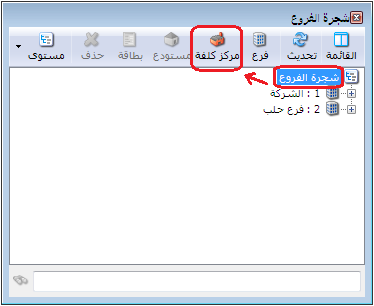 شجرة الفروع
القائمة تحديث فرع مركز كلفة مستودع بطاقة حذف مستوى
شجرة الفروع
1 : الشركة
2 : فرع حلب